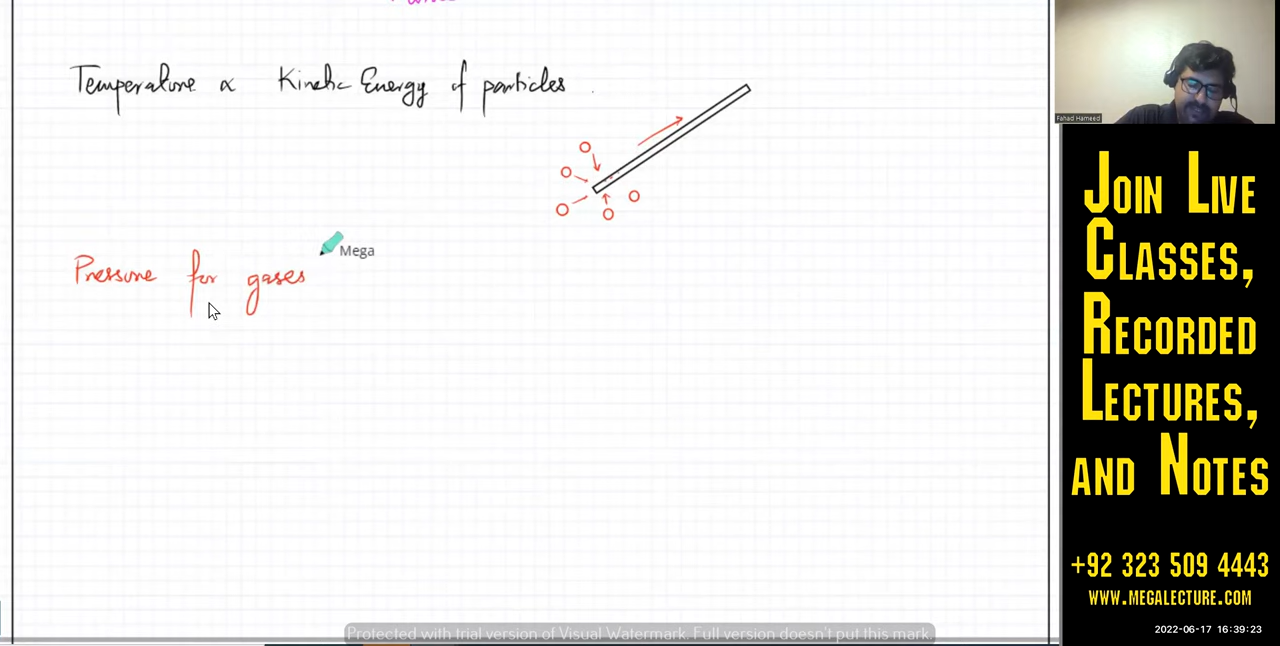 Temperature ∝ Kinetic Energy of particles
Mega
Pressure for gases
Protected with trial version of Visual Watermark. Full version doesn't put this mark.
Fahad Hameed
JOIN LIVE
CLASSES,
RECORDED
LECTURES,
AND NOTES
+92 323 509 4443
WWW.MEGALECTURE.COM
2022-06-17 16:39:23